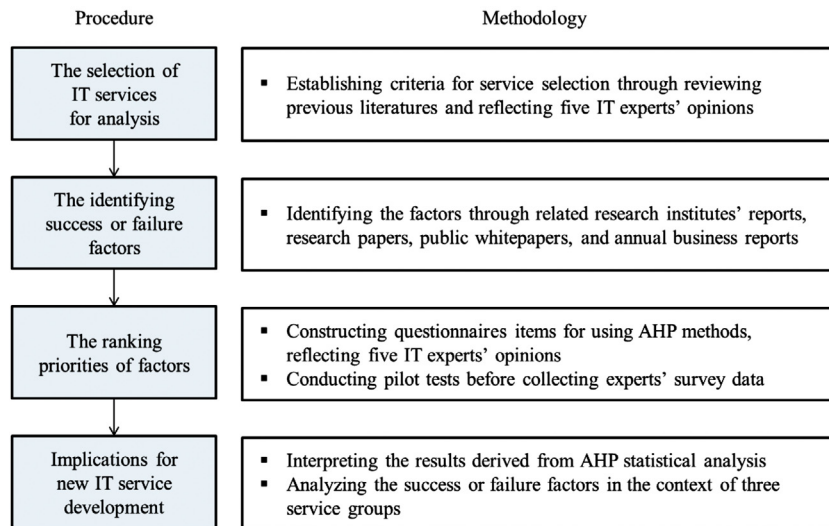 Procedure
Methodology
The selection of
IT services
for analysis
▪ Establishing criteria for service selection through reviewing
previous literatures and reflecting five IT experts' opinions
The identifying
success or failure
factors
▪ Identifying the factors through related research institutes' reports,
research papers, public whitepapers, and annual business reports
The ranking
priorities of factors
▪ Constructing questionnaires items for using AHP methods,
reflecting five IT experts' opinions
▪ Conducting pilot tests before collecting experts' survey data
Implications for
new IT service
development
▪ Interpreting the results derived from AHP statistical analysis
▪ Analyzing the success or failure factors in the context of three
service groups